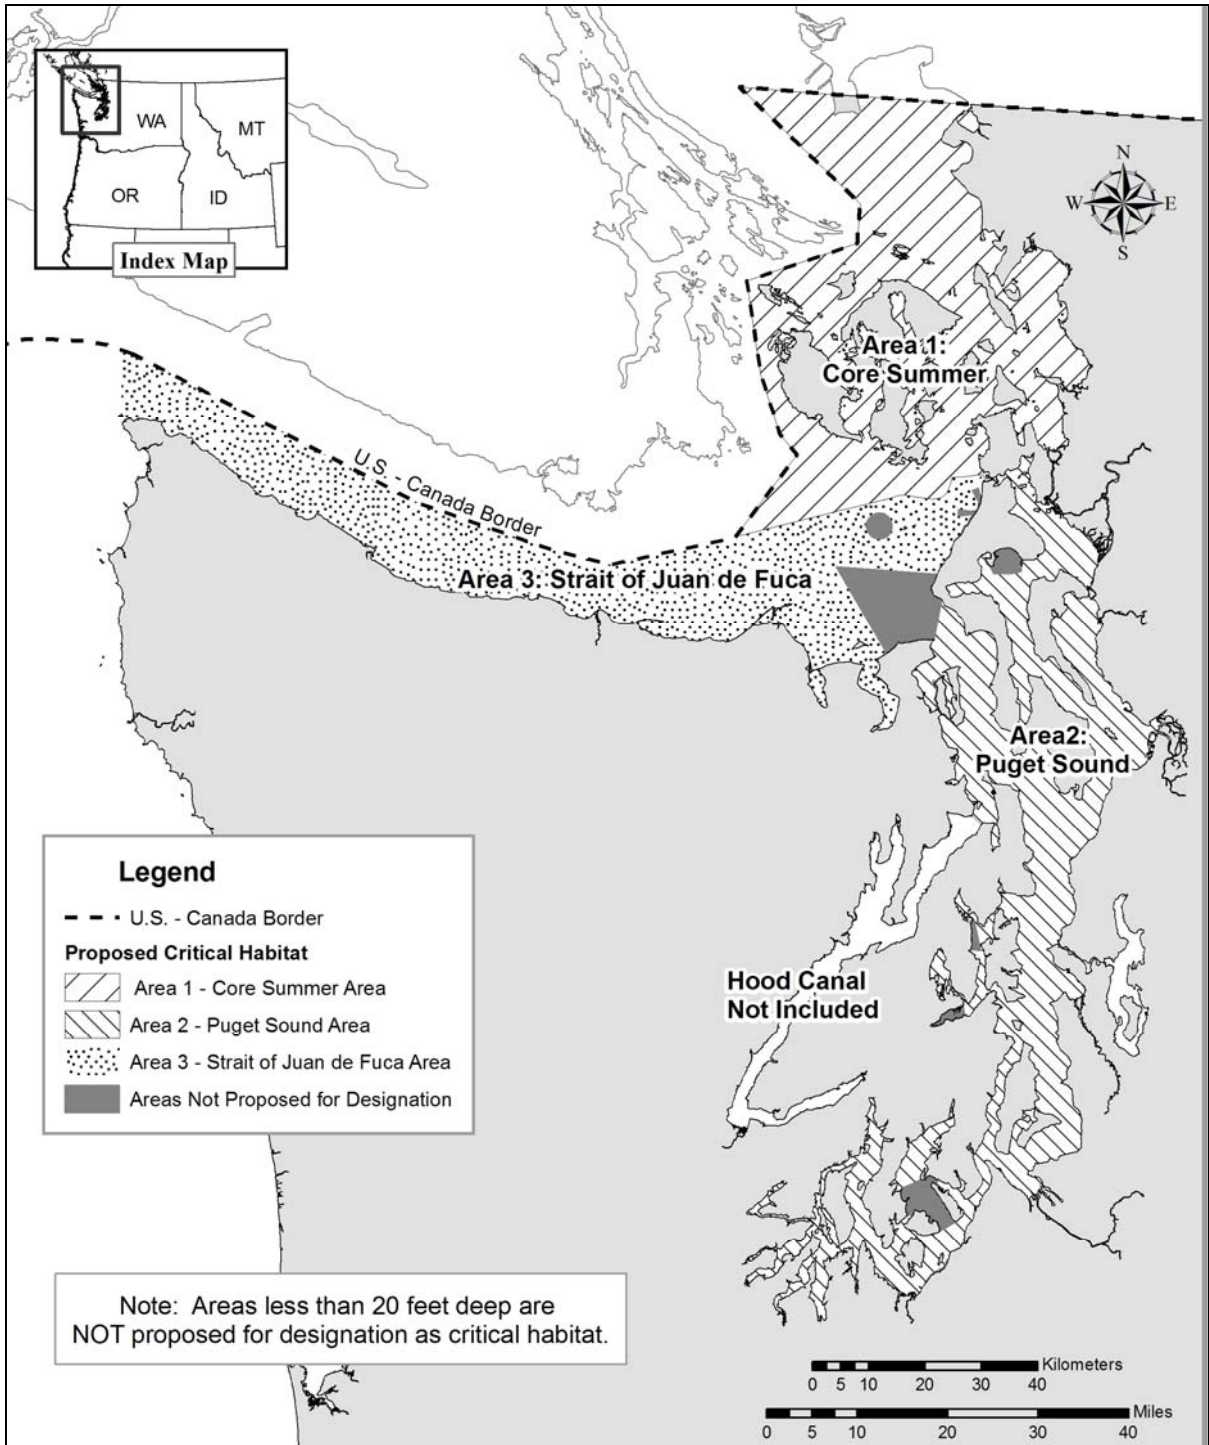 WA
MT
OR
ID
Index Map
N
W E
S
Area 1:
Core Summer
U.S. - Canada Border
Area 3: Strait of Juan de Fuca
Area2:
Puget Sound
Hood Canal
Not Included
Legend
U.S. - Canada Border
Proposed Critical Habitat
Area 1 - Core Summer Area
Area 2 - Puget Sound Area
Area 3 - Strait of Juan de Fuca Area
Areas Not Proposed for Designation
Note: Areas less than 20 feet deep are
NOT proposed for designation as critical habitat.
Kilometers
0 5 10 20 30 40
Miles
0 5 10 20 30 40